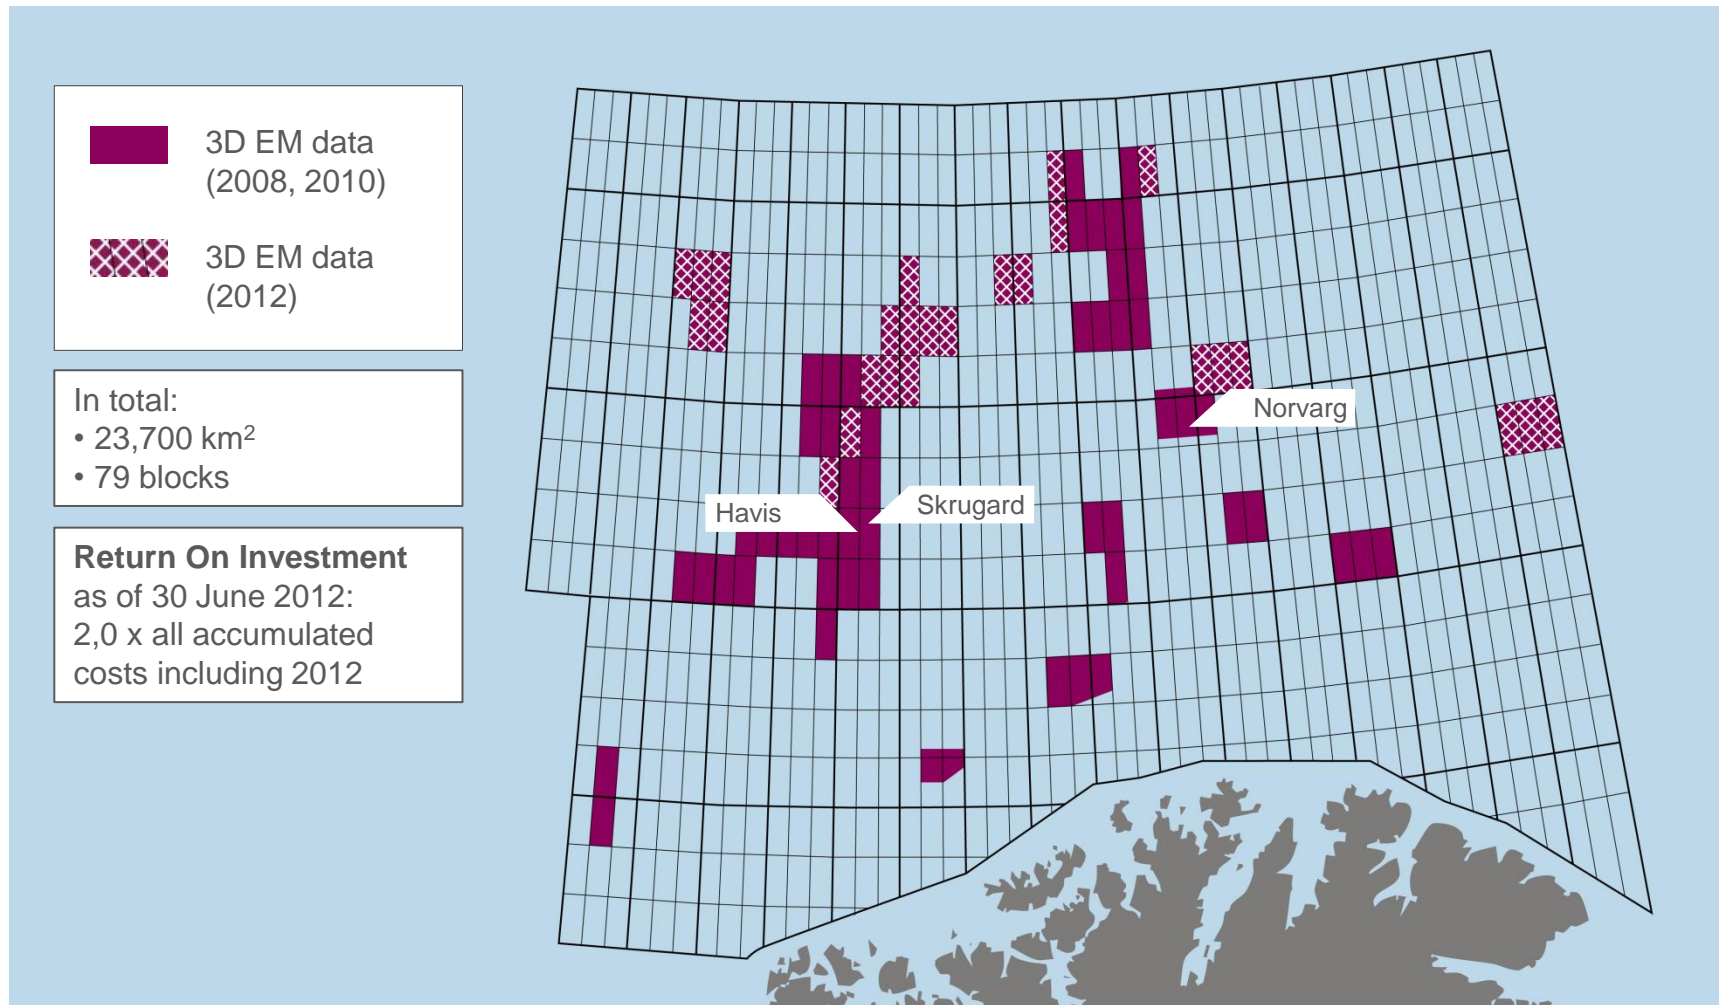 3D EM data
(2008, 2010)
3D EM data
(2012)
In total:
• 23,700 km²
• 79 blocks
Return On Investment
as of 30 June 2012:
2,0 x all accumulated
costs including 2012
Norvarg
Havis
Skrugard